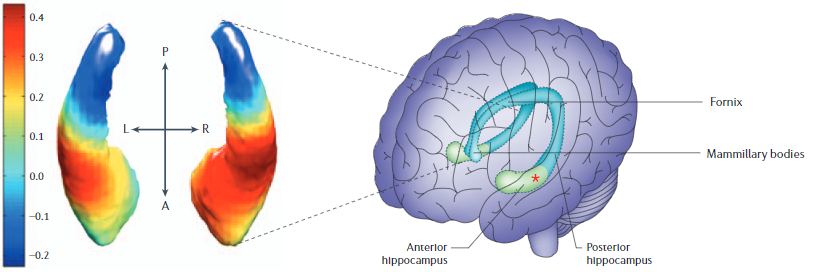 0.4
0.3
0.2
0.1
0.0
−0.1
−0.2
P
L
R
A
Fornix
Mammillary bodies
*
Anterior
hippocampus
Posterior
hippocampus